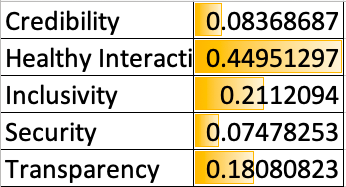 Credibility 0.08368687
Healthy Interacti 0.44951297
Inclusivity 0.2112094
Security 0.07478253
Transparency 0.18080823